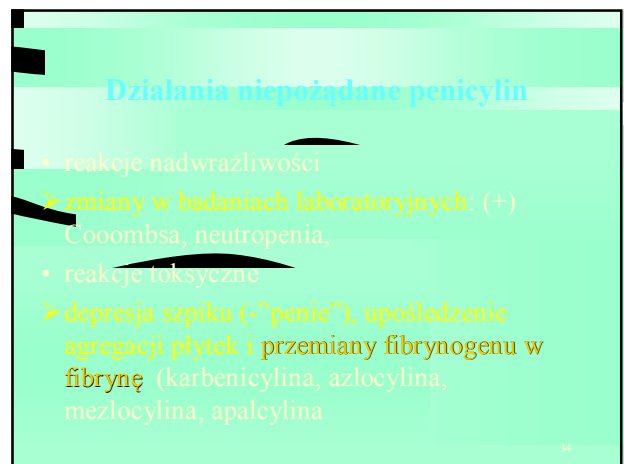 Działania niepożądane penicylin
• reakcje nadwrażliwości
➢ zmiany w badaniach laboratoryjnych: (+)
Cooombsa, neutropenia,
• reakcje toksyczne
➢ depresja szpiku (-"penie"), upośledzenie
agregacji płytek i przemiany fibrynogenu w
fibrynę (karbenicylina, azlocylina,
mezlocylina, apalcylina
34